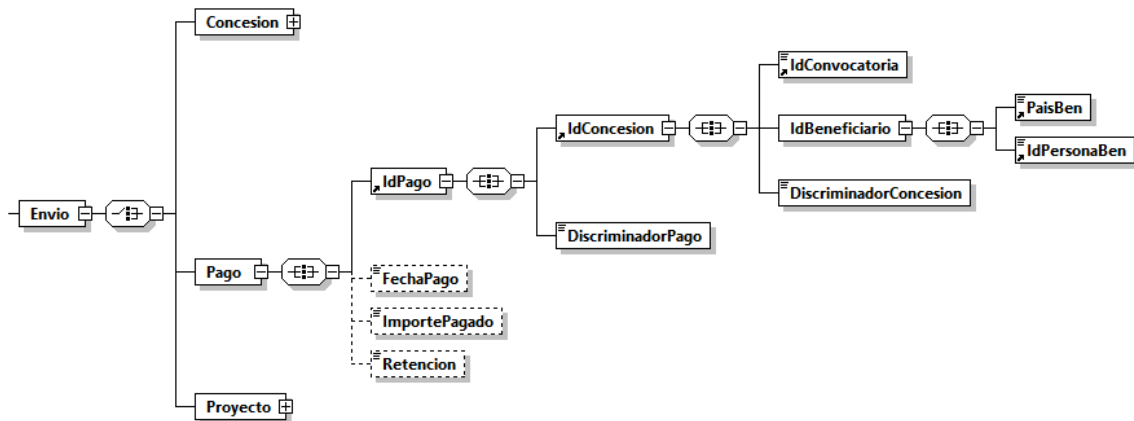 Concesion
IdConvocatoria
PaisBen
IdConcesion
IdBeneficiario
IdPersonaBen
IdPago
DiscriminadorConcesion
Envio
DiscriminadorPago
Pago
FechaPago
ImportePagado
Retencion
Proyecto